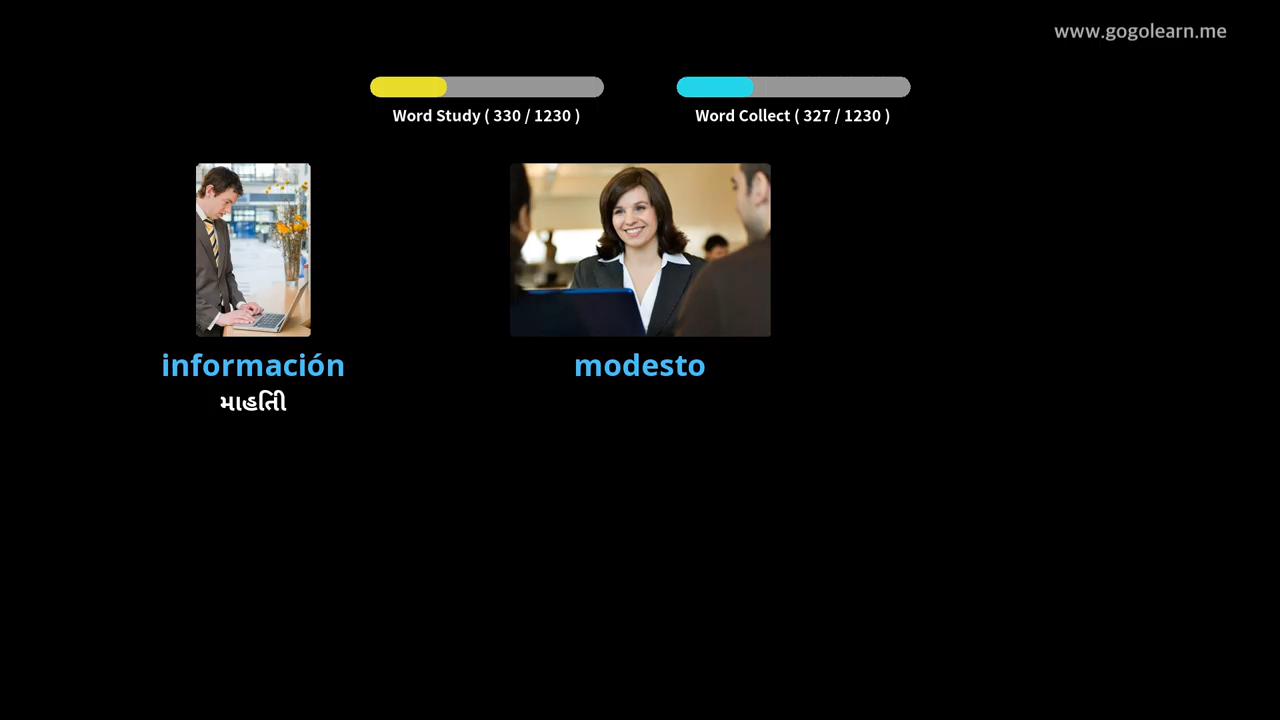 www.gogolearn.me
Word Study ( 330 / 1230 )
Word Collect ( 327 / 1230 )
información
modesto
માહિતી